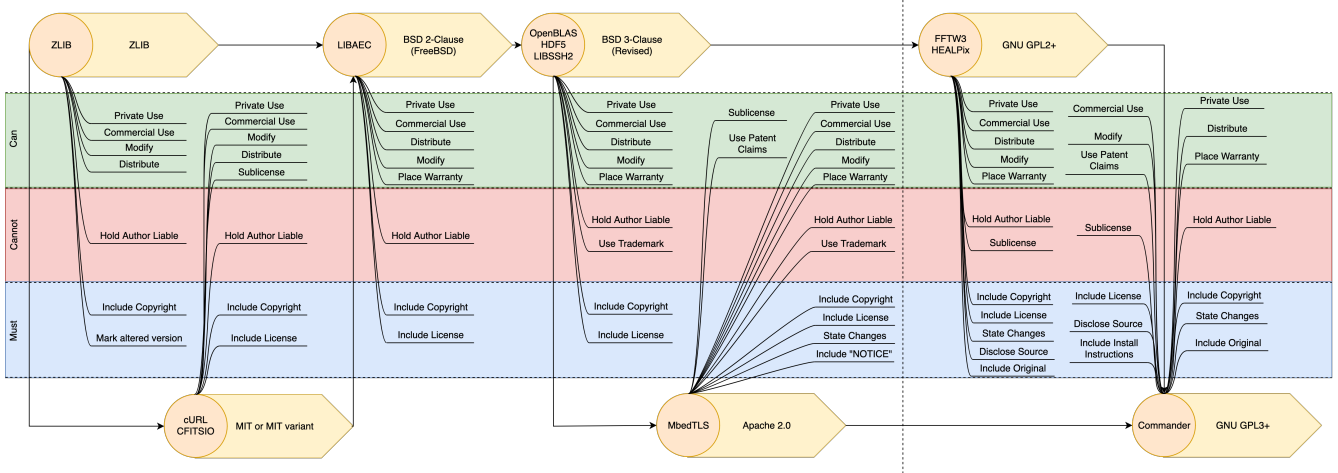 ZLIB
ZLIB
LIBAEC
BSD 2-Clause
(FreeBSD)
OpenBLAS
HDF5
LIBSSH2
BSD 3-Clause
(Revised)
FFTW3
HEALPix
GNU GPL2+
Can
Private Use
Commercial Use
Modify
Distribute
Private Use
Commercial Use
Modify
Distribute
Sublicense
Private Use
Commercial Use
Distribute
Modify
Place Warranty
Private Use
Commercial Use
Distribute
Modify
Place Warranty
Sublicense
Use Patent
Claims
Private Use
Commercial Use
Distribute
Modify
Place Warranty
Private Use
Commercial Use
Distribute
Modify
Place Warranty
Commercial Use
Modify
Use Patent
Claims
Private Use
Distribute
Place Warranty
Cannot
Hold Author Liable
Hold Author Liable
Hold Author Liable
Hold Author Liable
Use Trademark
Hold Author Liable
Use Trademark
Hold Author Liable
Sublicense
Sublicense
Hold Author Liable
Must
Include Copyright
Mark altered version
Include Copyright
Include License
Include Copyright
Include License
Include Copyright
Include License
Include Copyright
Include License
State Changes
Include "NOTICE"
Include Copyright
Include License
State Changes
Disclose Source
Include Original
Include License
Disclose Source
Include Install
Instructions
Include Copyright
State Changes
Include Original
cURL
CFITSIO
MIT or MIT variant
MbedTLS
Apache 2.0
Commander
GNU GPL3+